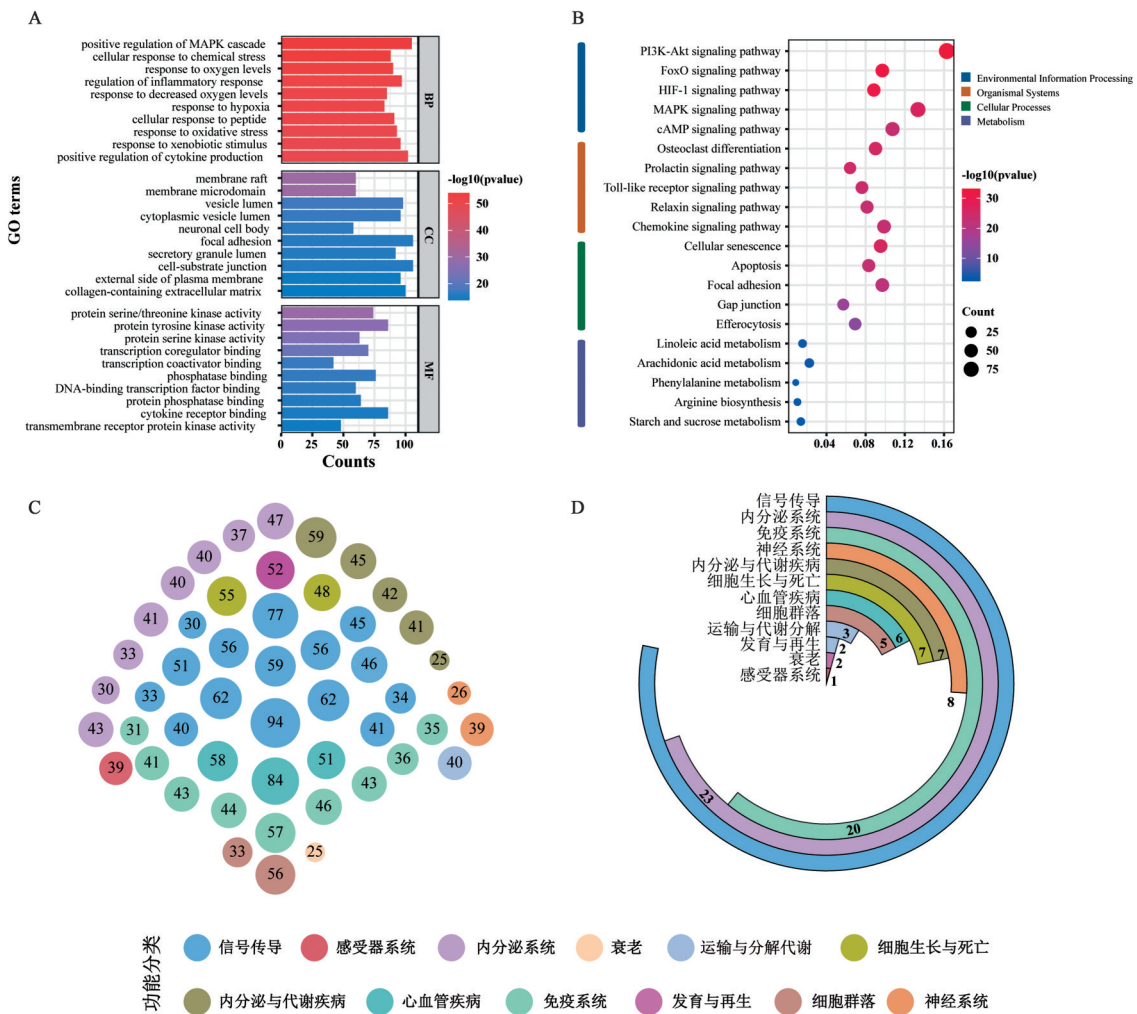 A
GO terms
positive regulation of MAPK cascade
cellular response to chemical stress
response to oxygen levels
regulation of inflammatory response
response to decreased oxygen levels
response to hypoxia
cellular response to peptide
response to oxidative stress
response to xenobiotic stimulus
positive regulation of cytokine production
BP
membrane raft
membrane microdomain
vesicle lumen
cytoplasmic vesicle lumen
neuronal cell body
focal adhesion
secretory granule lumen
cell-substrate junction
external side of plasma membrane
collagen-containing extracellular matrix
CC
protein serine/threonine kinase activity
protein tyrosine kinase activity
protein serine kinase activity
transcription coregulator binding
transcription coactivator binding
phosphatase binding
DNA-binding transcription factor binding
protein phosphatase binding
cytokine receptor binding
transmembrane receptor protein kinase activity
MF
0 25 50 75 100
Counts
-log10(pvalue)
50
40
30
20
B
PI3K-Akt signaling pathway
FoxO signaling pathway
HIF-1 signaling pathway
MAPK signaling pathway
cAMP signaling pathway
Osteoclast differentiation
Prolactin signaling pathway
Toll-like receptor signaling pathway
Relaxin signaling pathway
Chemokine signaling pathway
Cellular senescence
Apoptosis
Focal adhesion
Gap junction
Efferocytosis
Linoleic acid metabolism
Arachidonic acid metabolism
Phenylalanine metabolism
Arginine biosynthesis
Starch and sucrose metabolism
0.04 0.08 0.12 0.16
Environmental Information Processing
Organismal Systems
Cellular Processes
Metabolism
-log10(pvalue)
30
20
10
Count
25
50
75
C
47
37 59
40 45
52
40 55 48 42
77
41 30 45 41
56 56
33 51 59 46 25
30 33 62 62 34 26
94
43 31 40 41 35 39
39 41 58 51 36 40
84
43 43
44 46
57
33 25
56
D
信号传导
内分泌系统
免疫系统
神经系统
内分泌与代谢疾病
细胞生长与死亡
心血管疾病
细胞群落
运输与代谢分解
发育与再生
衰老
感受器系统
3
2
2
1
5
6
7
7
8
23
20
功能分类
信号传导 感受器系统 内分泌系统 衰老 运输与分解代谢 细胞生长与死亡
内分泌与代谢疾病 心血管疾病 免疫系统 发育与再生 细胞群落 神经系统